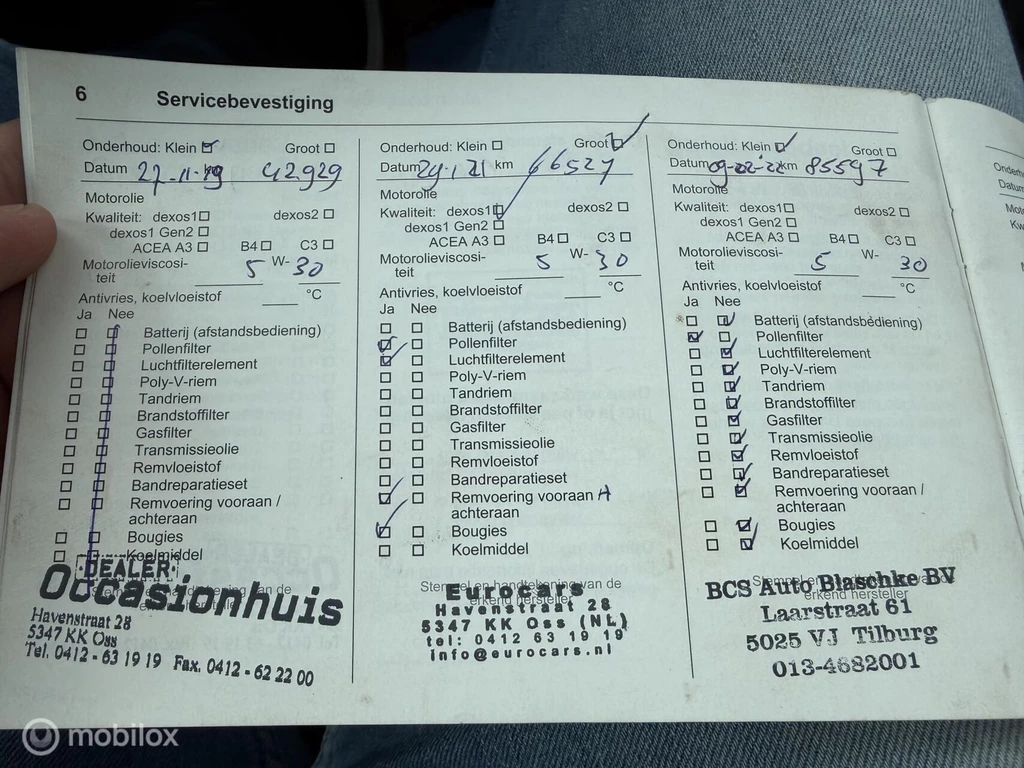 6 Servicebevestiging
Onderhoud: Klein Groot
Datum 27-11-19 km 42929
Motorolie
Kwaliteit: dexos1 dexos2
dexos1 Gen2
ACEA A3 B4 C3
Motorolieviscosi-
teit 5 W- 30
Antivries, koelvloeistof °C
Ja Nee
Batterij (afstandsbediening)
Pollenfilter
Luchtfilterelement
Poly-V-riem
Tandriem
Brandstoffilter
Gasfilter
Transmissieolie
Remvloeistof
Bandreparatieset
Remvoering vooraan /
achteraan
Bougies
Koelmiddel
DEALER
Occasionhuis
Havenstraat 28
5347 KK Oss
Tel. 0412 - 63 19 19 Fax. 0412 - 62 22 00
Onderhoud: Klein Groot
Datum 29.1 21 km 66527
Motorolie
Kwaliteit: dexos1 dexos2
dexos1 Gen2
ACEA A3 B4 C3
Motorolieviscosi-
teit 5 W- 30
Antivries, koelvloeistof °C
Ja Nee
Batterij (afstandsbediening)
Pollenfilter
Luchtfilterelement
Poly-V-riem
Tandriem
Brandstoffilter
Gasfilter
Transmissieolie
Remvloeistof
Bandreparatieset
Remvoering vooraan A
achteraan
Bougies
Koelmiddel
Stempel en handtekening van de
erkend hersteller
Eurocars
Havenstraat 28
5347 KK Oss (NL)
tel: 0412 63 19 19
info@eurocars.nl
Onderhoud: Klein Groot
Datum 09-02-22 km 85597
Motorolie
Kwaliteit: dexos1 dexos2
dexos1 Gen2
ACEA A3 B4 C3
Motorolieviscosi-
teit 5 W- 30
Antivries, koelvloeistof °C
Ja Nee
Batterij (afstandsbediening)
Pollenfilter
Luchtfilterelement
Poly-V-riem
Tandriem
Brandstoffilter
Gasfilter
Transmissieolie
Remvloeistof
Bandreparatieset
Remvoering vooraan /
achteraan
Bougies
Koelmiddel
erkend hersteller
BCS Auto Blaschke BV
Laarstraat 61
5025 VJ Tilburg
013-4682001
mobilox